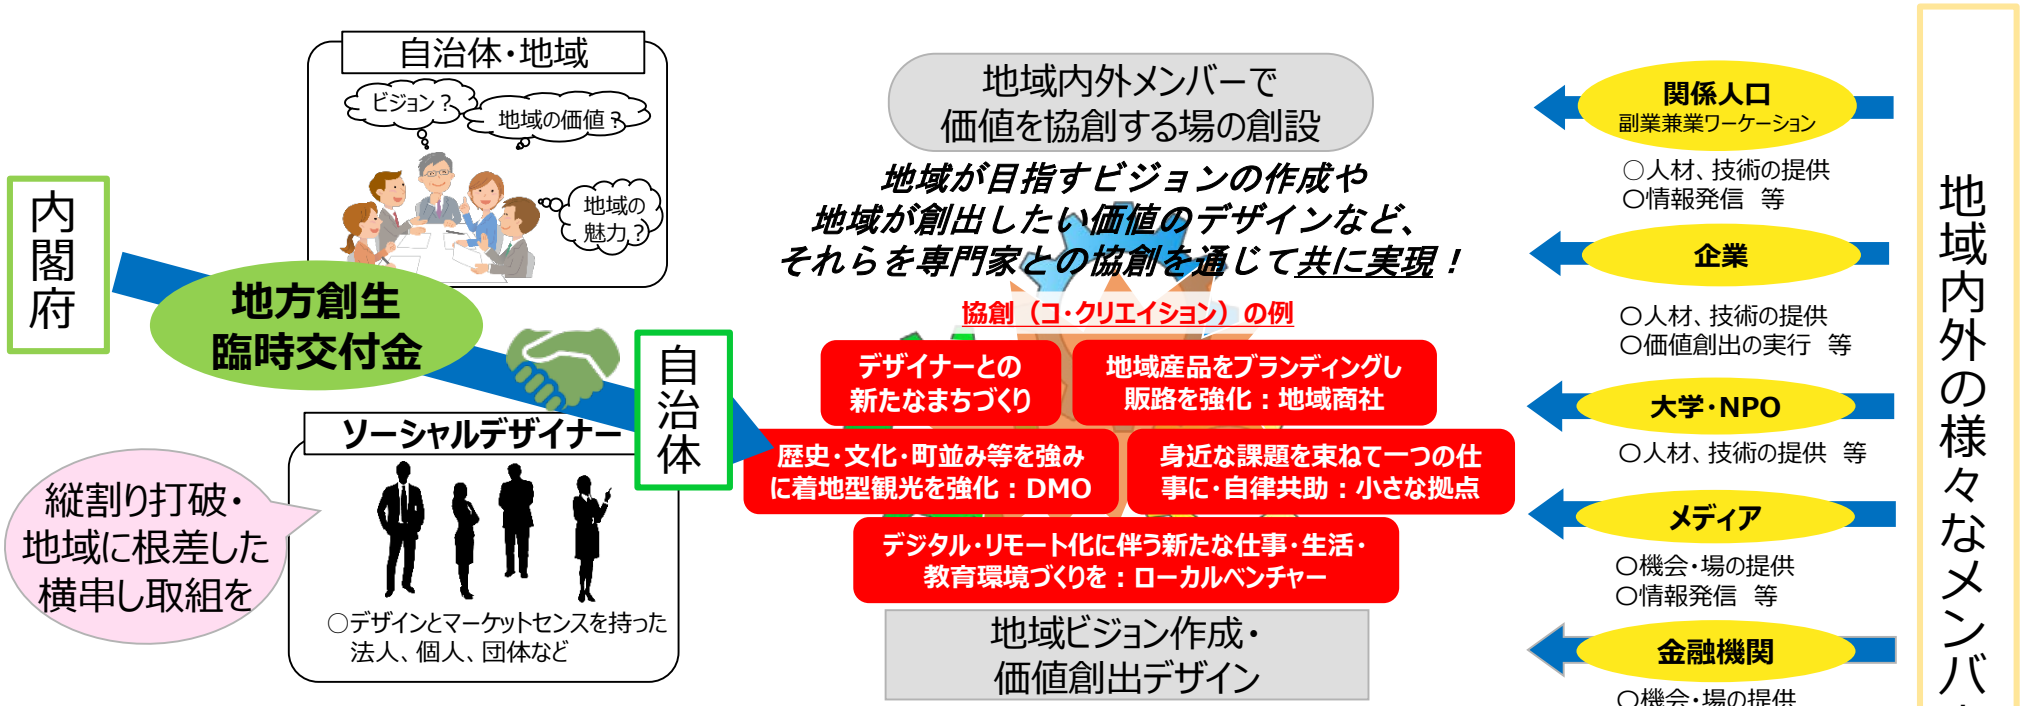 内閣府
地方創生
臨時交付金
自治体・地域
ビジョン？
地域の価値？
地域の
魅力？
ソーシャルデザイナー
○デザインとマーケットセンスを持った
法人、個人、団体など
縦割り打破・
地域に根差した
横串し取組を
自治体
地域内外メンバーで
価値を協創する場の創設
地域が目指すビジョンの作成や
地域が創出したい価値のデザインなど、
それらを専門家との協創を通じて共に実現！
協創（コ・クリエイション）の例
デザイナーとの
新たなまちづくり
地域産品をブランディングし
販路を強化：地域商社
歴史・文化・町並み等を強み
に着地型観光を強化：DMO
身近な課題を束ねて一つの仕
事に・自律共助：小さな拠点
デジタル・リモート化に伴う新たな仕事・生活・
教育環境づくりを：ローカルベンチャー
地域ビジョン作成・
価値創出デザイン
関係人口
副業兼業ワーケーション
○人材、技術の提供
○情報発信　等
企業
○人材、技術の提供
○価値創出の実行　等
大学・NPO
○人材、技術の提供　等
メディア
○機会・場の提供
○情報発信　等
金融機関
○機会・場の提供
地域内外の様々なメンバ